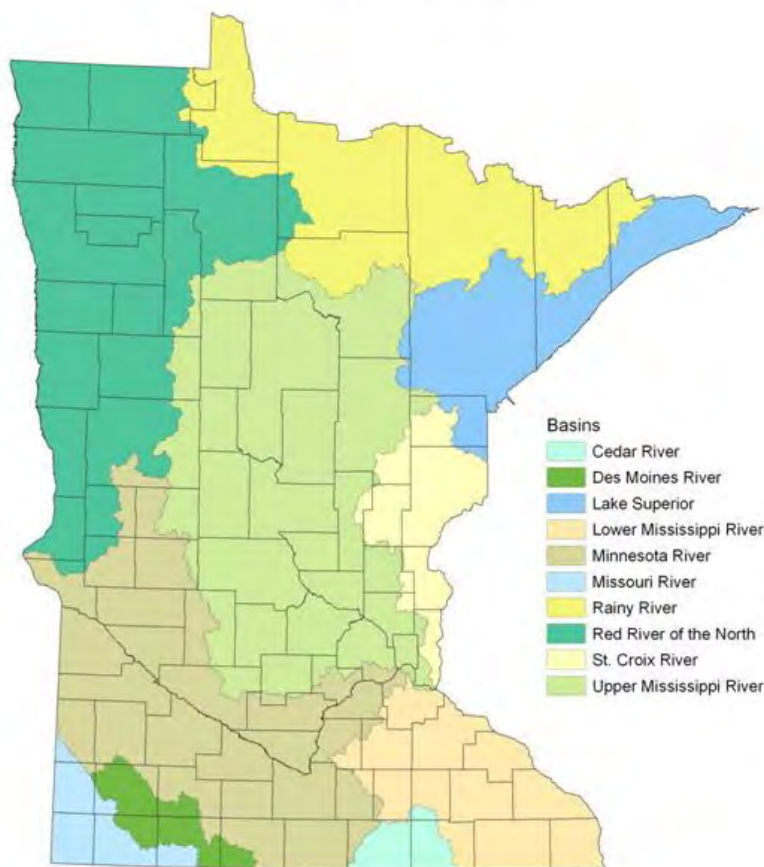 Basins
Cedar River
Des Moines River
Lake Superior
Lower Mississippi River
Minnesota River
Missouri River
Rainy River
Red River of the North
St. Croix River
Upper Mississippi River